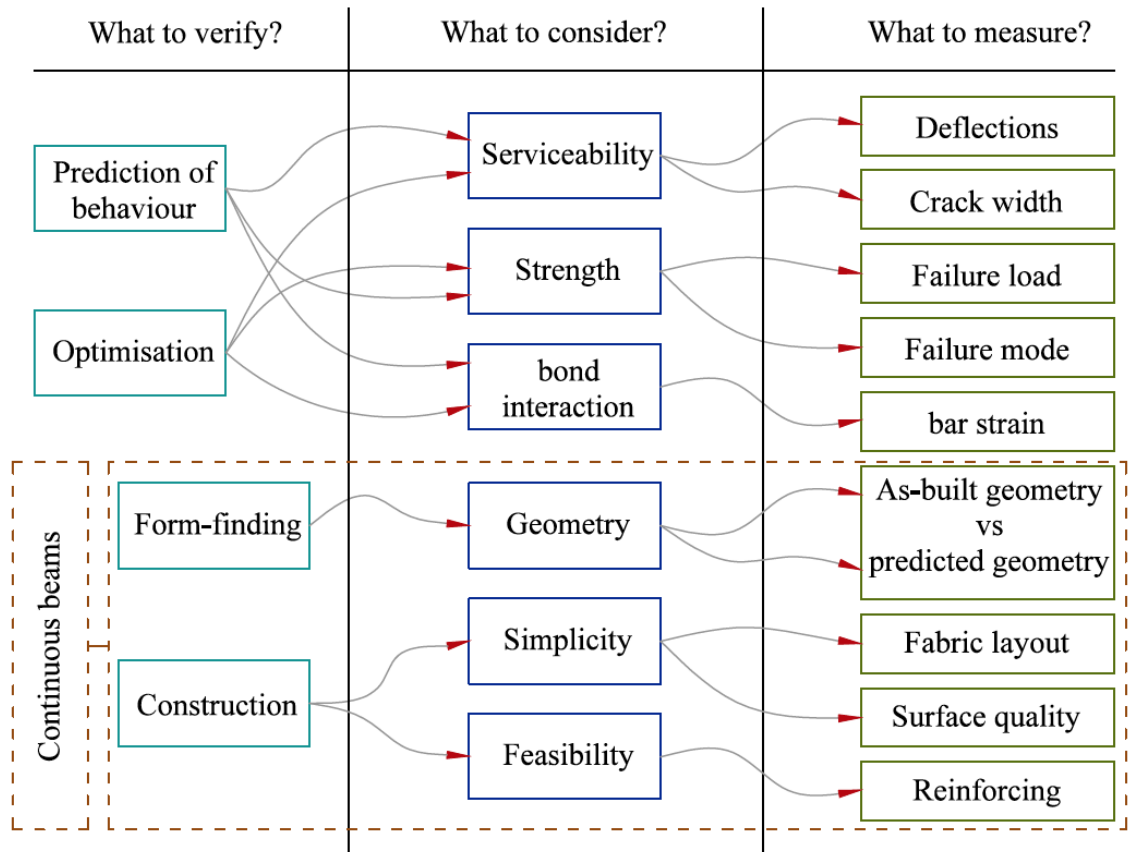 What to verify?
What to consider?
What to measure?
Prediction of
behaviour
Optimisation
Serviceability
Strength
bond
interaction
Deflections
Crack width
Failure load
Failure mode
bar strain
Continuous beams
Form-finding
Construction
Geometry
Simplicity
Feasibility
As-built geometry
vs
predicted geometry
Fabric layout
Surface quality
Reinforcing